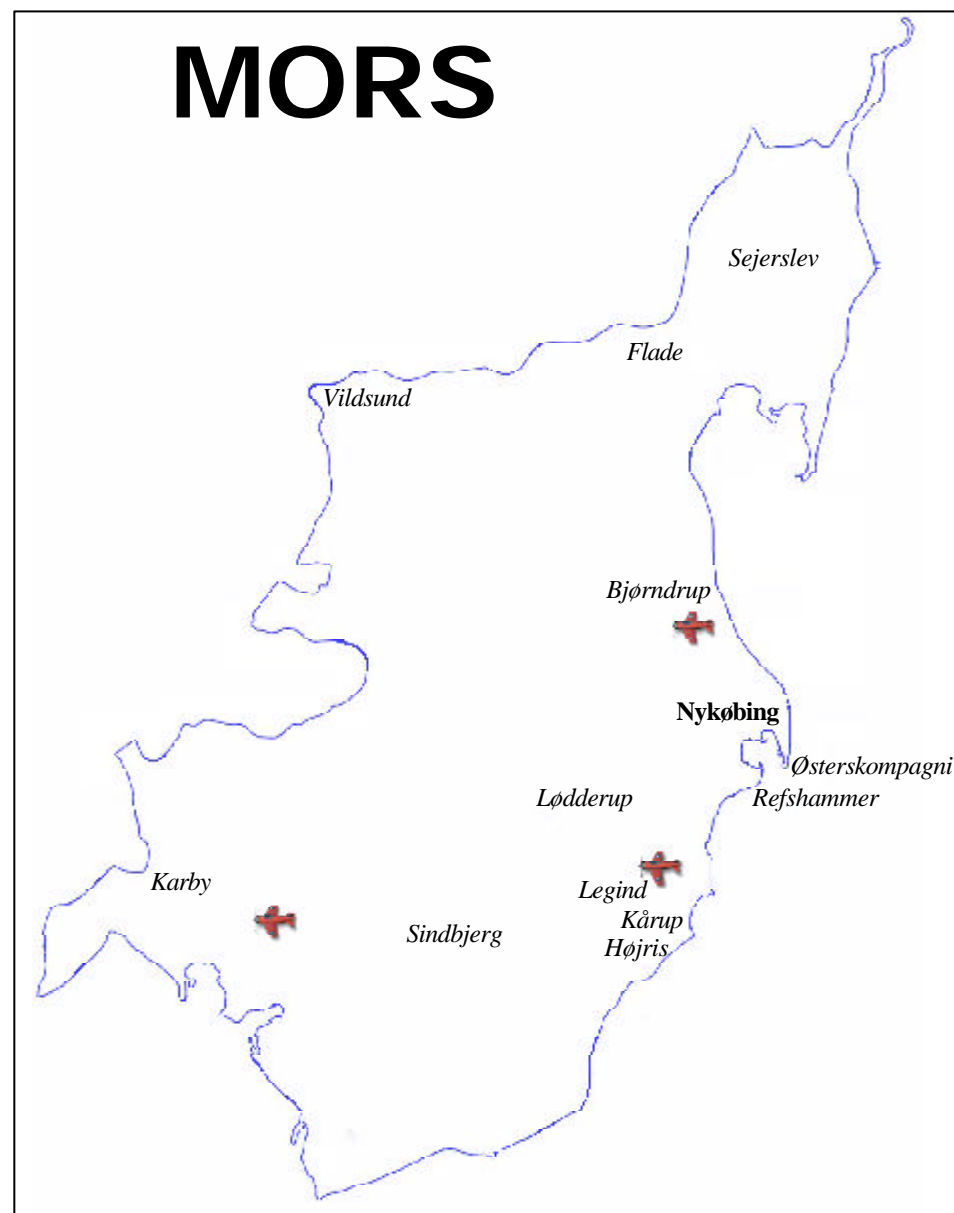 MORS
Sejerslev
Flade
Vildsund
Bjørndrup
Nykøbing
Østerskompagni
Lødderup
Refshammer
Karby
Legind
Kårup
Sindbjerg
Højris